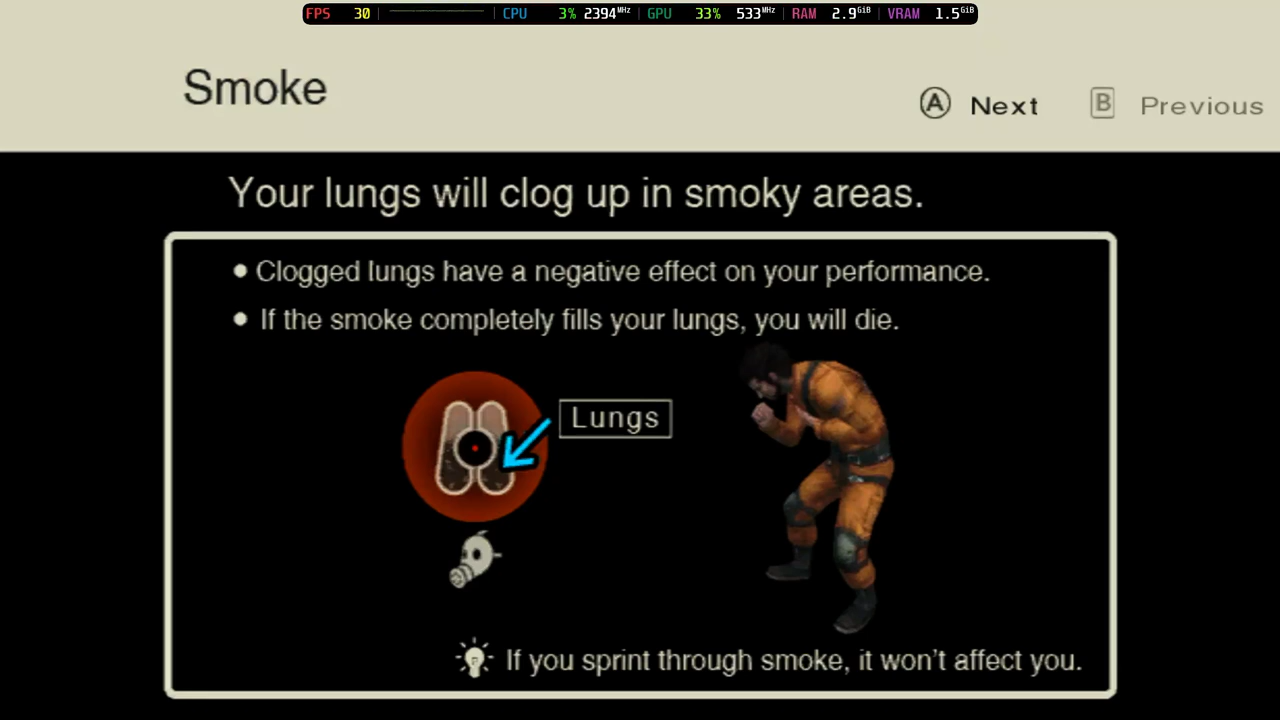 FPS 30 CPU 3% 2394MHz GPU 33% 533MHz RAM 2.9GiB VRAM 1.5GiB
Smoke
A Next B Previous
Your lungs will clog up in smoky areas.
Clogged lungs have a negative effect on your performance.
If the smoke completely fills your lungs, you will die.
Lungs
If you sprint through smoke, it won't affect you.